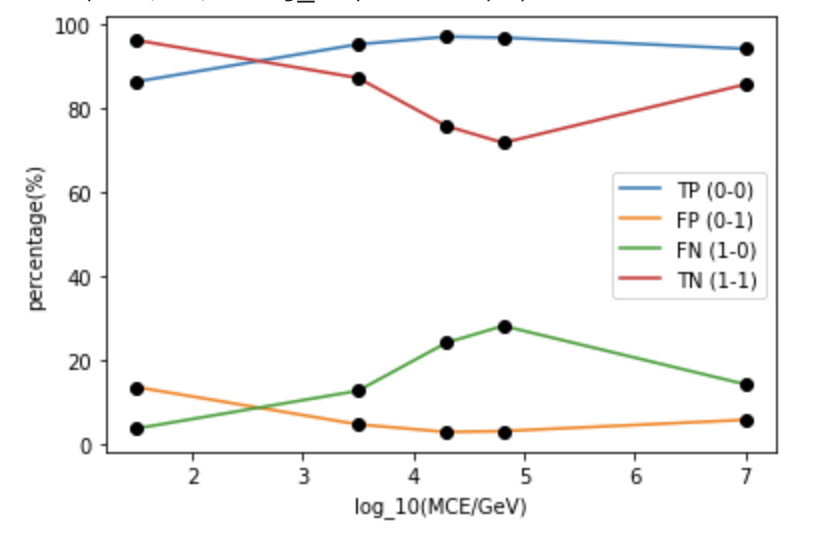 100
80
60
40
20
0
percentage(%)
TP (0-0)
FP (0-1)
FN (1-0)
TN (1-1)
2 3 4 5 6 7
log_10(MCE/GeV)